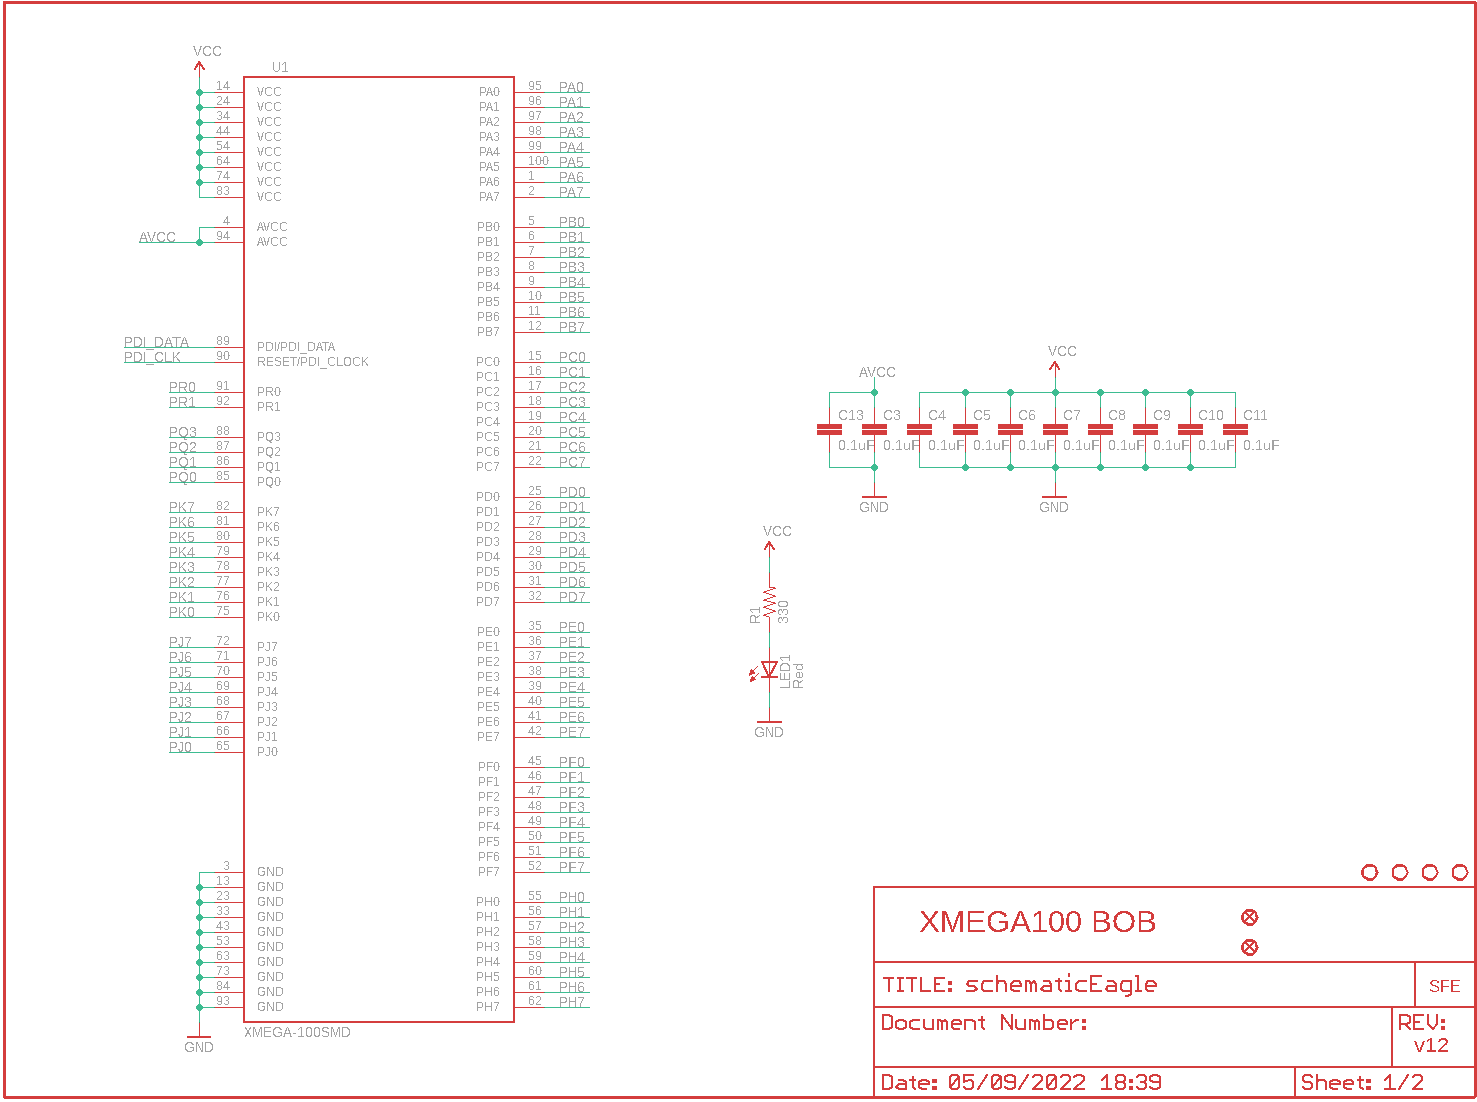 VCC
U1
14 VCC 95 PA0 PA0
24 VCC 96 PA1 PA1
34 VCC 97 PA2 PA2
44 VCC 98 PA3 PA3
54 VCC 99 PA4 PA4
64 VCC 100 PA5 PA5
74 VCC 1 PA6 PA6
83 VCC 2 PA7 PA7
4 AVCC PB0 5 PB0
AVCC 94 AVCC PB1 6 PB1
PB2 7 PB2
PB3 8 PB3
PB4 9 PB4
PB5 10 PB5
PB6 11 PB6
PB7 12 PB7
PDI_DATA 89 PDI/PDI_DATA
PDI_CLK 90 RESET/PDI_CLOCK PC0 15 PC0
PC1 16 PC1
PR0 91 PR0 PC2 17 PC2
PR1 92 PR1 PC3 18 PC3
PC4 19 PC4
PQ3 88 PQ3 PC5 20 PC5
PQ2 87 PQ2 PC6 21 PC6
PQ1 86 PQ1 PC7 22 PC7
PQ0 85 PQ0
PD0 25 PD0
PK7 82 PK7 PD1 26 PD1
PK6 81 PK6 PD2 27 PD2
PK5 80 PK5 PD3 28 PD3
PK4 79 PK4 PD4 29 PD4
PK3 78 PK3 PD5 30 PD5
PK2 77 PK2 PD6 31 PD6
PK1 76 PK1 PD7 32 PD7
PK0 75 PK0
PE0 35 PE0
PJ7 72 PJ7 PE1 36 PE1
PJ6 71 PJ6 PE2 37 PE2
PJ5 70 PJ5 PE3 38 PE3
PJ4 69 PJ4 PE4 39 PE4
PJ3 68 PJ3 PE5 40 PE5
PJ2 67 PJ2 PE6 41 PE6
PJ1 66 PJ1 PE7 42 PE7
PJ0 65 PJ0
PF0 45 PF0
PF1 46 PF1
PF2 47 PF2
PF3 48 PF3
PF4 49 PF4
PF5 50 PF5
PF6 51 PF6
3 GND PF7 52 PF7
13 GND
23 GND PH0 55 PH0
33 GND PH1 56 PH1
43 GND PH2 57 PH2
53 GND PH3 58 PH3
63 GND PH4 59 PH4
73 GND PH5 60 PH5
84 GND PH6 61 PH6
93 GND PH7 62 PH7
XMEGA-100SMD
GND
VCC
AVCC
C13 C3 C4 C5 C6 C7 C8 C9 C10 C11
0.1uF 0.1uF 0.1uF 0.1uF 0.1uF 0.1uF 0.1uF 0.1uF 0.1uF 0.1uF
GND GND
VCC
R1
330
LED1
Red
GND
XMEGA100 BOB
TITLE: schematicEagle
SFE
Document Number:
REV:
v12
Date: 05/09/2022 18:39
Sheet: 1/2